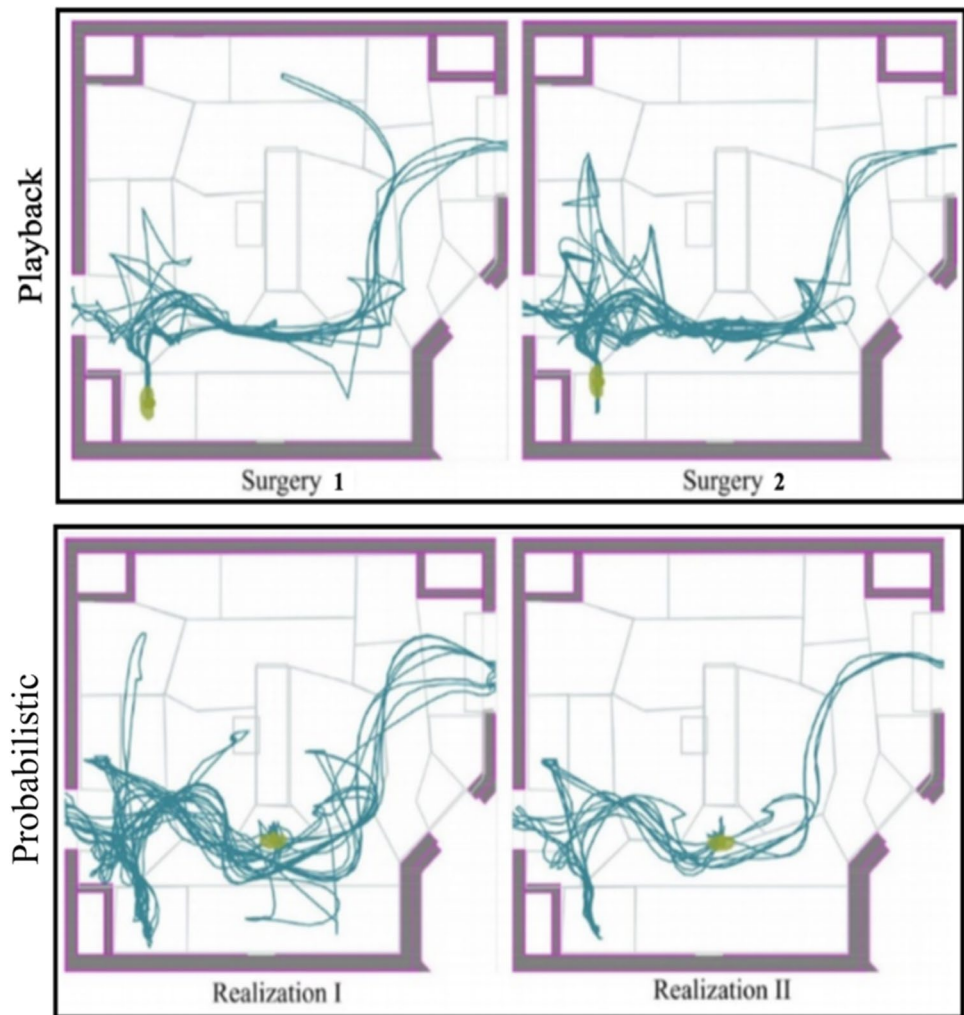 Playback
Surgery 1
Surgery 2
Probabilistic
Realization I
Realization II